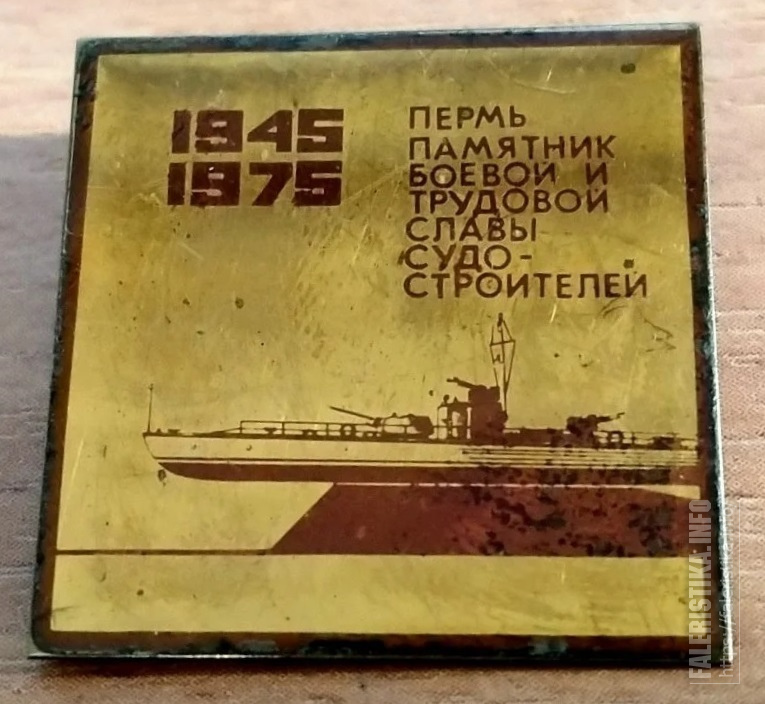 1945
1975
ПЕРМЬ
ПАМЯТНИК
БОЕВОЙ И
ТРУДОВОЙ
СЛАВЫ
СУДО-
СТРОИТЕЛЕЙ
FALERISTIKA.INFO